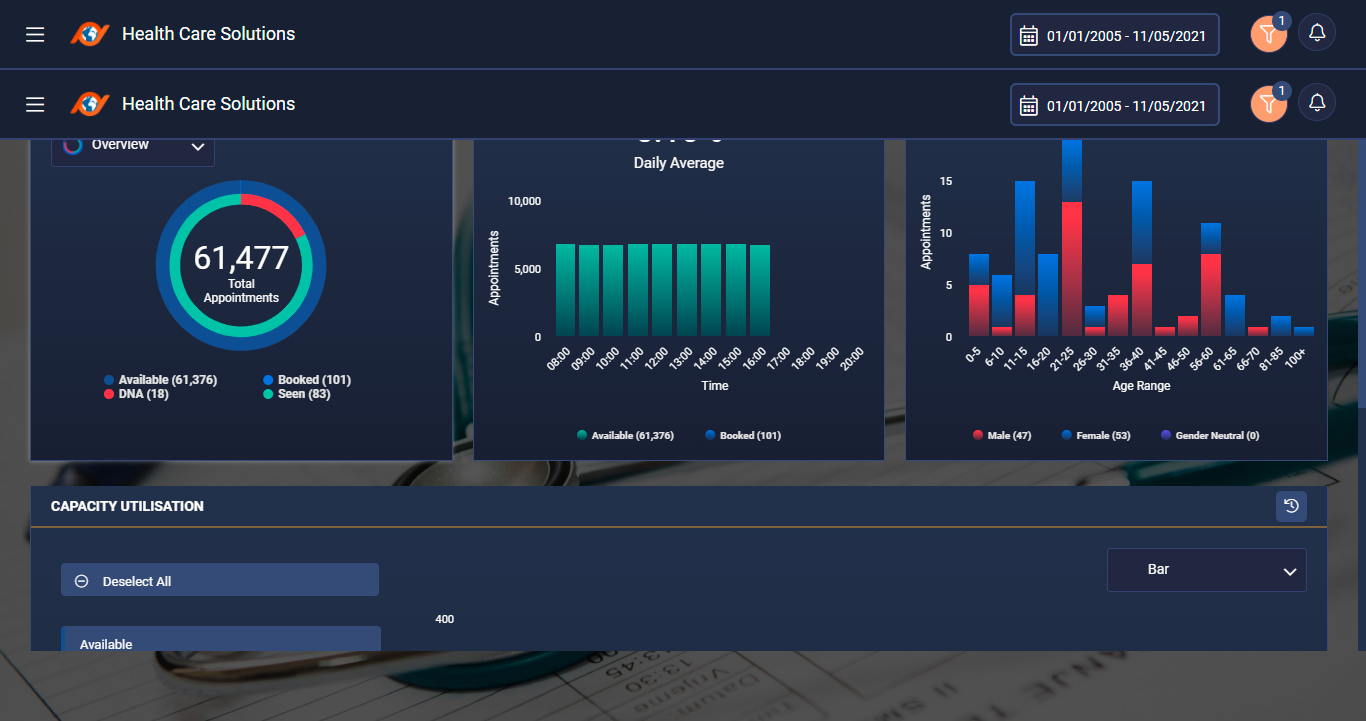 Health Care Solutions
01/01/2005 - 11/05/2021
1
Health Care Solutions
01/01/2005 - 11/05/2021
1
Overview
61,477
Total
Appointments
Available (61,376)
Booked (101)
DNA (18)
Seen (83)
Daily Average
Appointments
10,000
5,000
0
08:00
09:00
10:00
11:00
12:00
13:00
14:00
15:00
16:00
17:00
18:00
19:00
20:00
Time
Available (61,376)
Booked (101)
Appointments
15
10
5
0
0-5
6-10
11-15
16-20
21-25
26-30
31-35
36-40
41-45
46-50
56-60
61-65
66-70
81-85
100+
Age Range
Male (47)
Female (53)
Gender Neutral (0)
CAPACITY UTILISATION
Deselect All
Bar
400
Available
13:45
13:30
Vrijeme
Datum